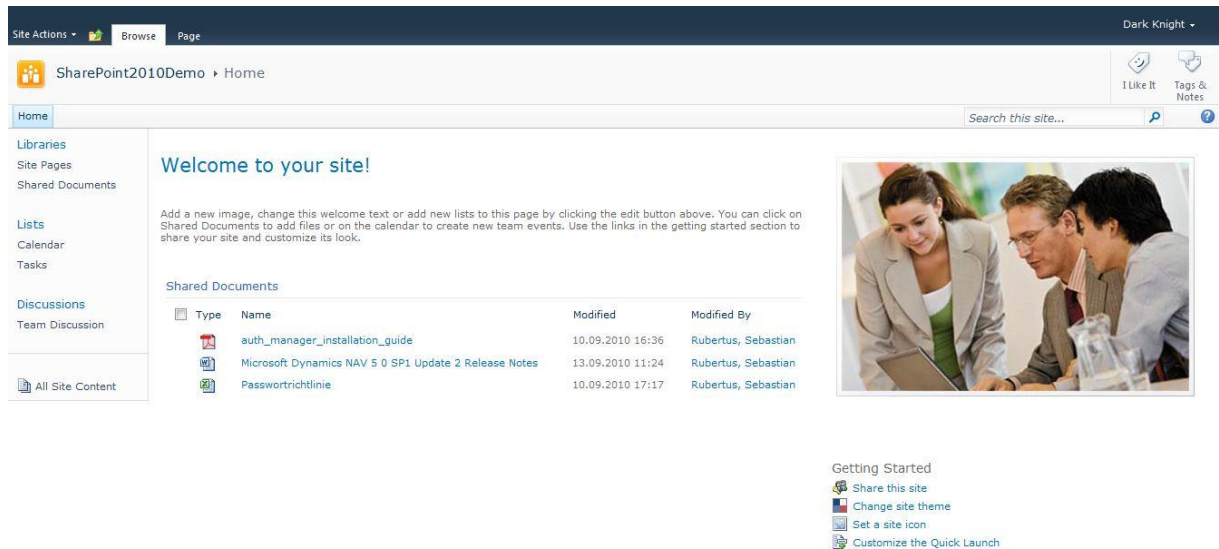 Dark Knight
Site Actions Browse Page
SharePoint2010Demo Home
I Like It
Tags &
Notes
Home
Search this site...
Libraries
Site Pages
Shared Documents
Lists
Calendar
Tasks
Discussions
Team Discussion
All Site Content
Welcome to your site!
Add a new image, change this welcome text or add new lists to this page by clicking the edit button above. You can click on
Shared Documents to add files or on the calendar to create new team events. Use the links in the getting started section to
share your site and customize its look.
Shared Documents
Type Name Modified Modified By
auth_manager_installation_guide 10.09.2010 16:36 Rubertus, Sebastian
Microsoft Dynamics NAV 5 0 SP1 Update 2 Release Notes 13.09.2010 11:24 Rubertus, Sebastian
Passwortrichtlinie 10.09.2010 17:17 Rubertus, Sebastian
Getting Started
Share this site
Change site theme
Set a site icon
Customize the Quick Launch